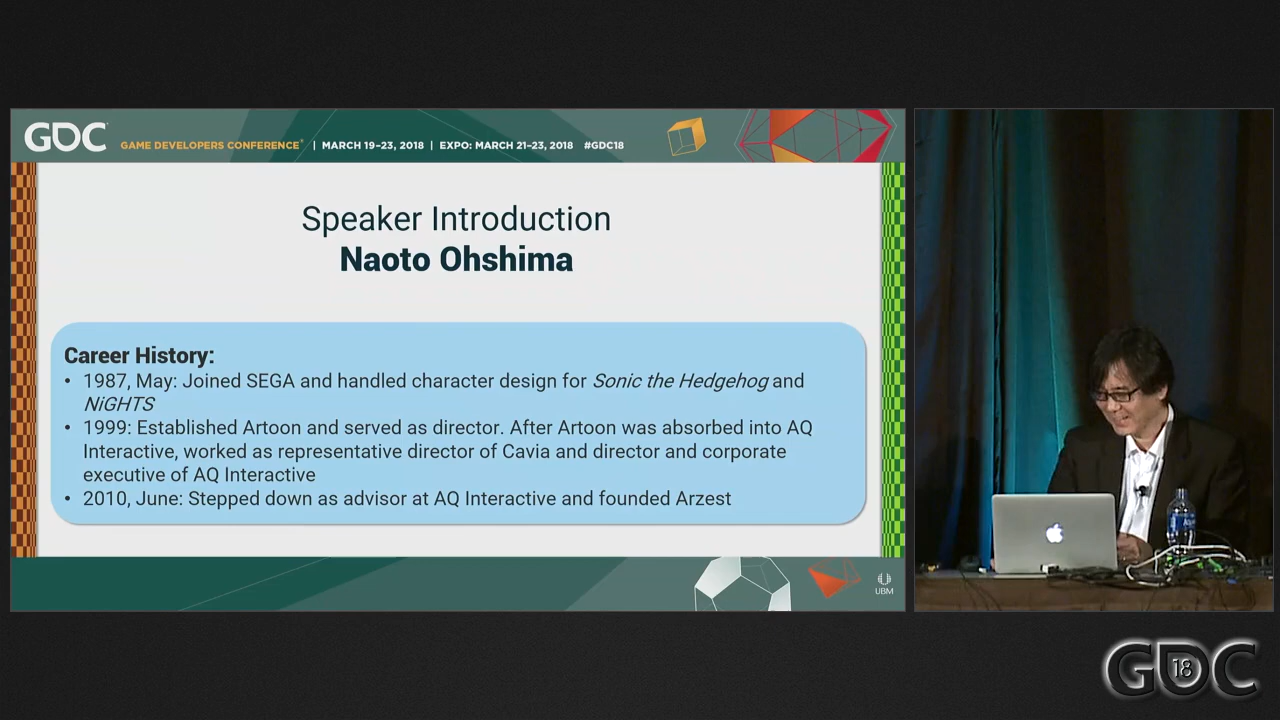 GDC
GAME DEVELOPERS CONFERENCE® | MARCH 19–23, 2018 | EXPO: MARCH 21–23, 2018 #GDC18
Speaker Introduction
Naoto Ohshima
Career History:
• 1987, May: Joined SEGA and handled character design for Sonic the Hedgehog and
NiGHTS
• 1999: Established Artoon and served as director. After Artoon was absorbed into AQ
Interactive, worked as representative director of Cavia and director and corporate
executive of AQ Interactive
• 2010, June: Stepped down as advisor at AQ Interactive and founded Arzest
UBM
GDC 18